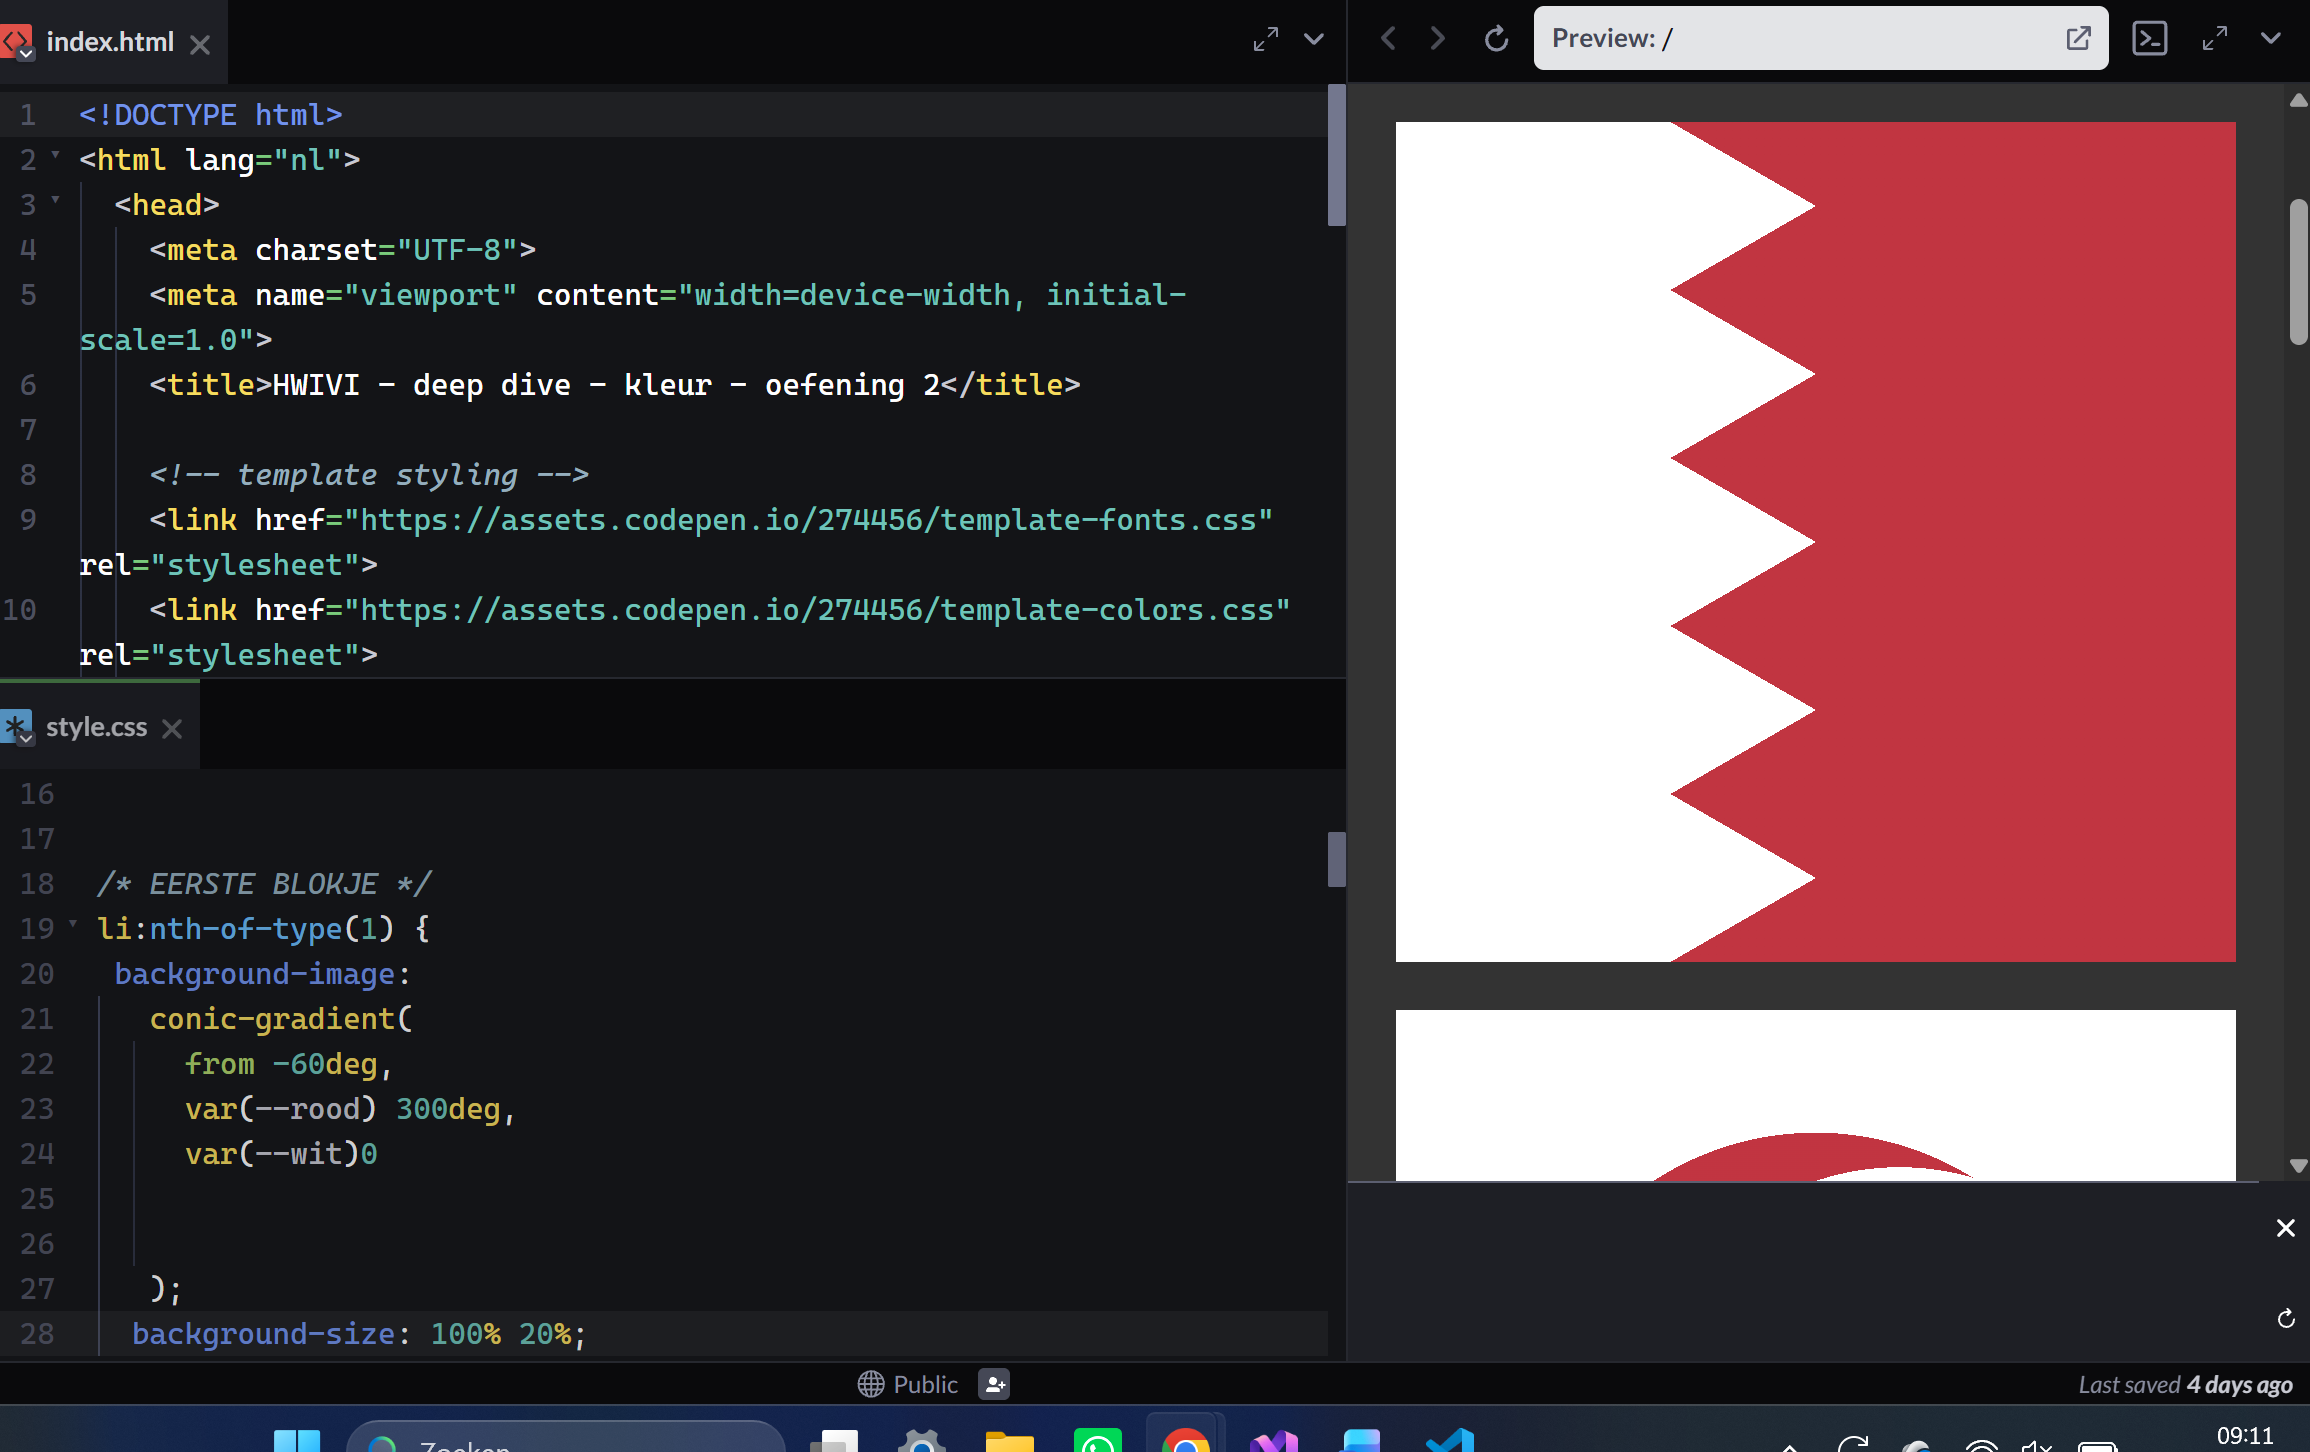 index.html
Preview: /
1 <!DOCTYPE html>
2 <html lang="nl">
3 <head>
4 <meta charset="UTF-8">
5 <meta name="viewport" content="width=device-width, initial-
scale=1.0">
6 <title>HWIVI - deep dive - kleur - oefening 2</title>
7
8 <!-- template styling -->
9 <link href="https://assets.codepen.io/274456/template-fonts.css"
rel="stylesheet">
10 <link href="https://assets.codepen.io/274456/template-colors.css"
rel="stylesheet">
style.css
16
17
18 /* EERSTE BLOKJE */
19 li:nth-of-type(1) {
20 background-image:
21 conic-gradient(
22 from -60deg,
23 var(--rood) 300deg,
24 var(--wit)0
25
26
27 );
28 background-size: 100% 20%;
Public
Last saved 4 days ago
Zoeken
09:11